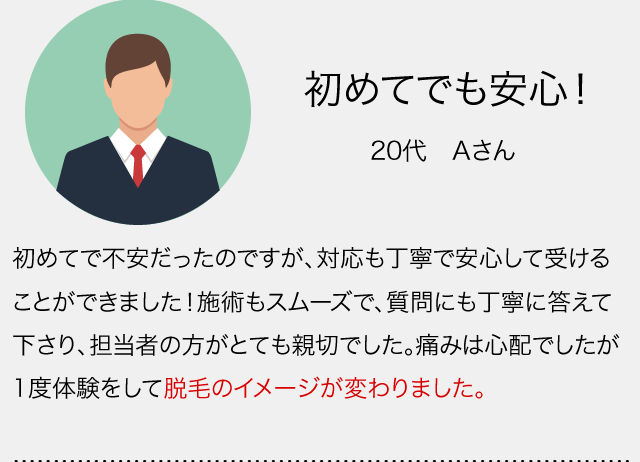 初めてでも安心！
20代　Aさん
初めてで不安だったのですが、対応も丁寧で安心して受ける
ことができました！施術もスムーズで、質問にも丁寧に答えて
下さり、担当者の方がとても親切でした。痛みは心配でしたが
1度体験をして脱毛のイメージが変わりました。